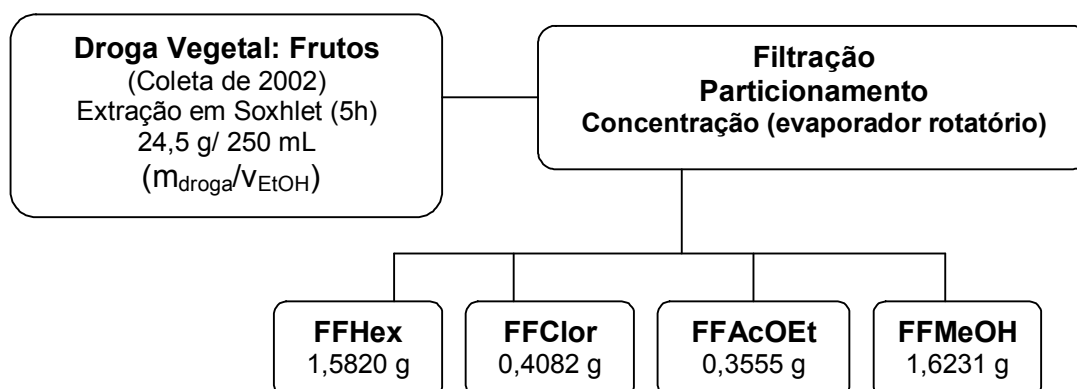 Droga Vegetal: Frutos
(Coleta de 2002)
Extração em Soxhlet (5h)
24,5 g/ 250 mL
(mdroga/vEtOH)
Filtração
Particionamento
Concentração (evaporador rotatório)
FFHex
1,5820 g
FFClor
0,4082 g
FFAcOEt
0,3555 g
FFMeOH
1,6231 g